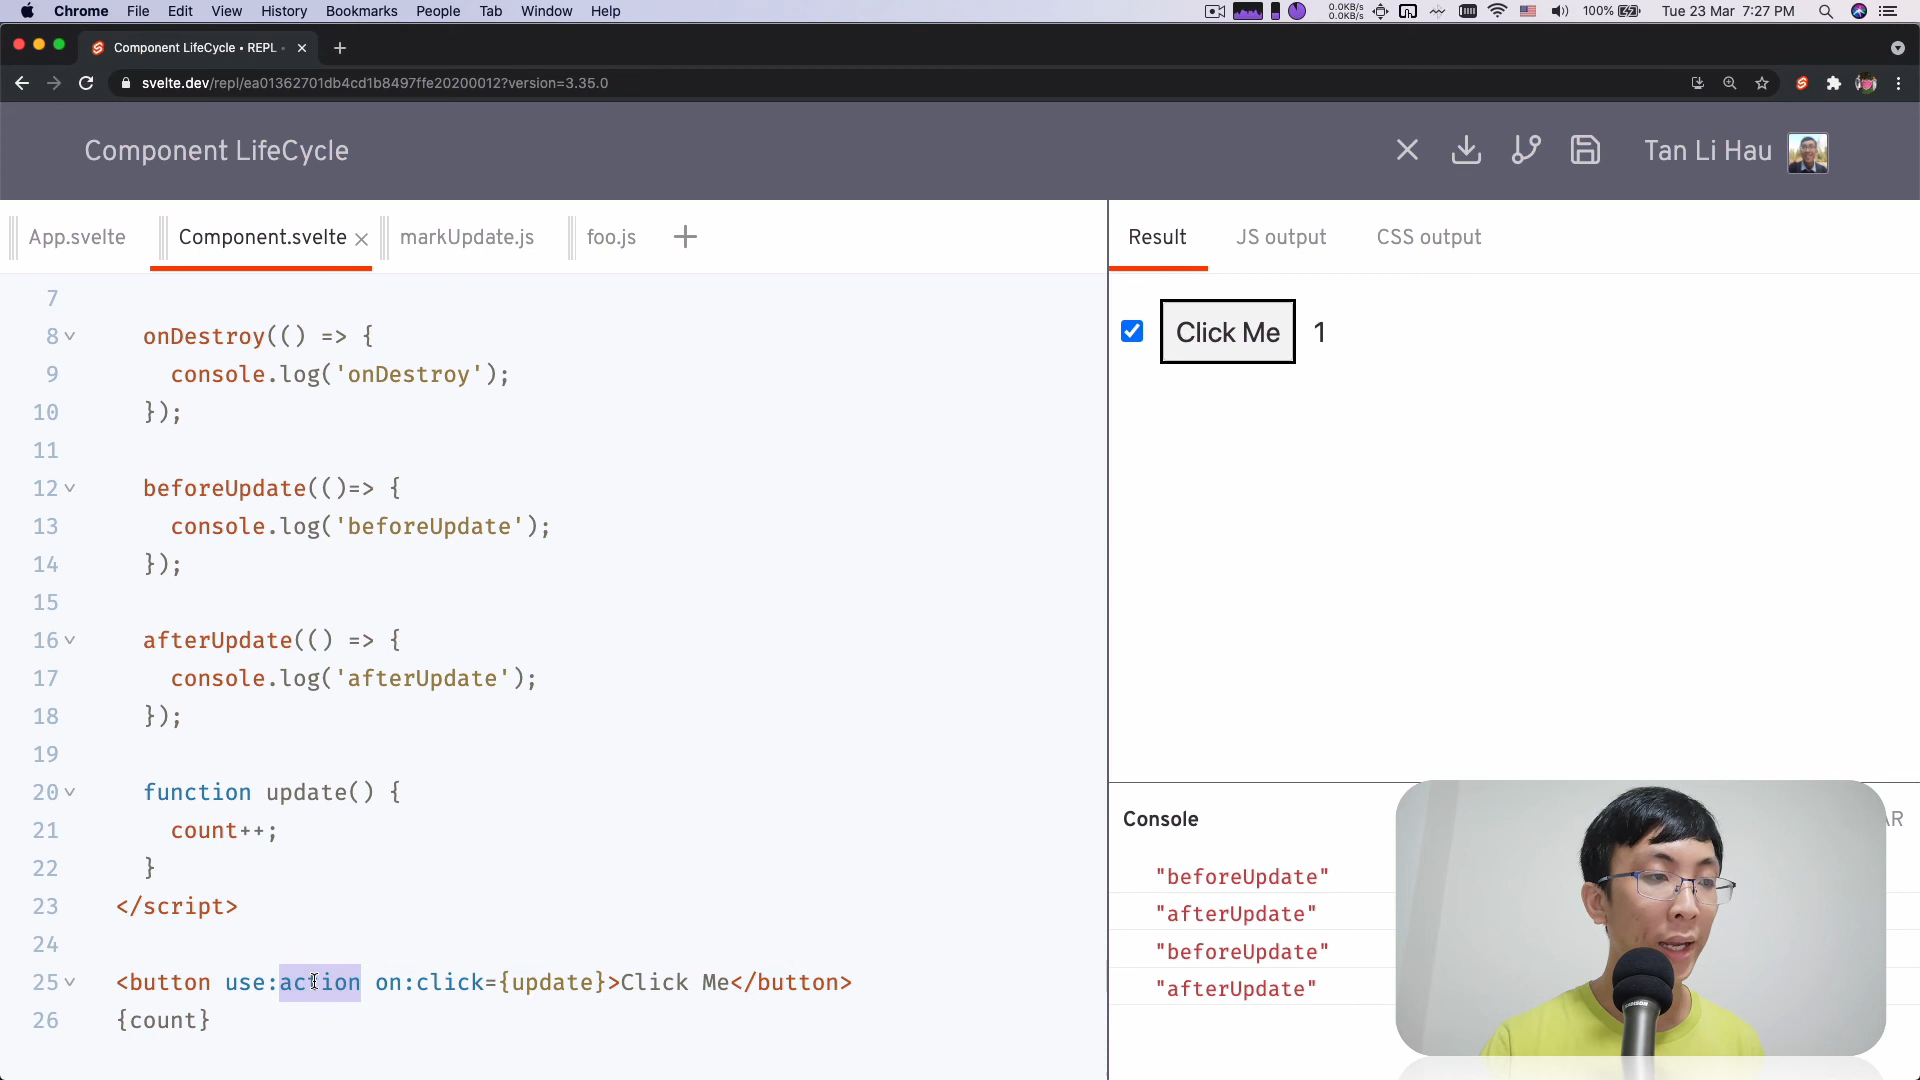 Chrome File Edit View History Bookmarks People Tab Window Help
0.0KB/s
0.0KB/s
100% Tue 23 Mar 7:27 PM
Component LifeCycle • REPL
svelte.dev/repl/ea01362701db4cd1b8497ffe20200012?version=3.35.0
Component LifeCycle
Tan Li Hau
App.svelte Component.svelte markUpdate.js foo.js
7
8 onDestroy(() => {
9 console.log('onDestroy');
10 });
11
12 beforeUpdate(()=> {
13 console.log('beforeUpdate');
14 });
15
16 afterUpdate(() => {
17 console.log('afterUpdate');
18 });
19
20 function update() {
21 count++;
22 }
23 </script>
24
25 <button use:action on:click={update}>Click Me</button>
26 {count}
Result JS output CSS output
Click Me 1
Console
AR
"beforeUpdate"
"afterUpdate"
"beforeUpdate"
"afterUpdate"